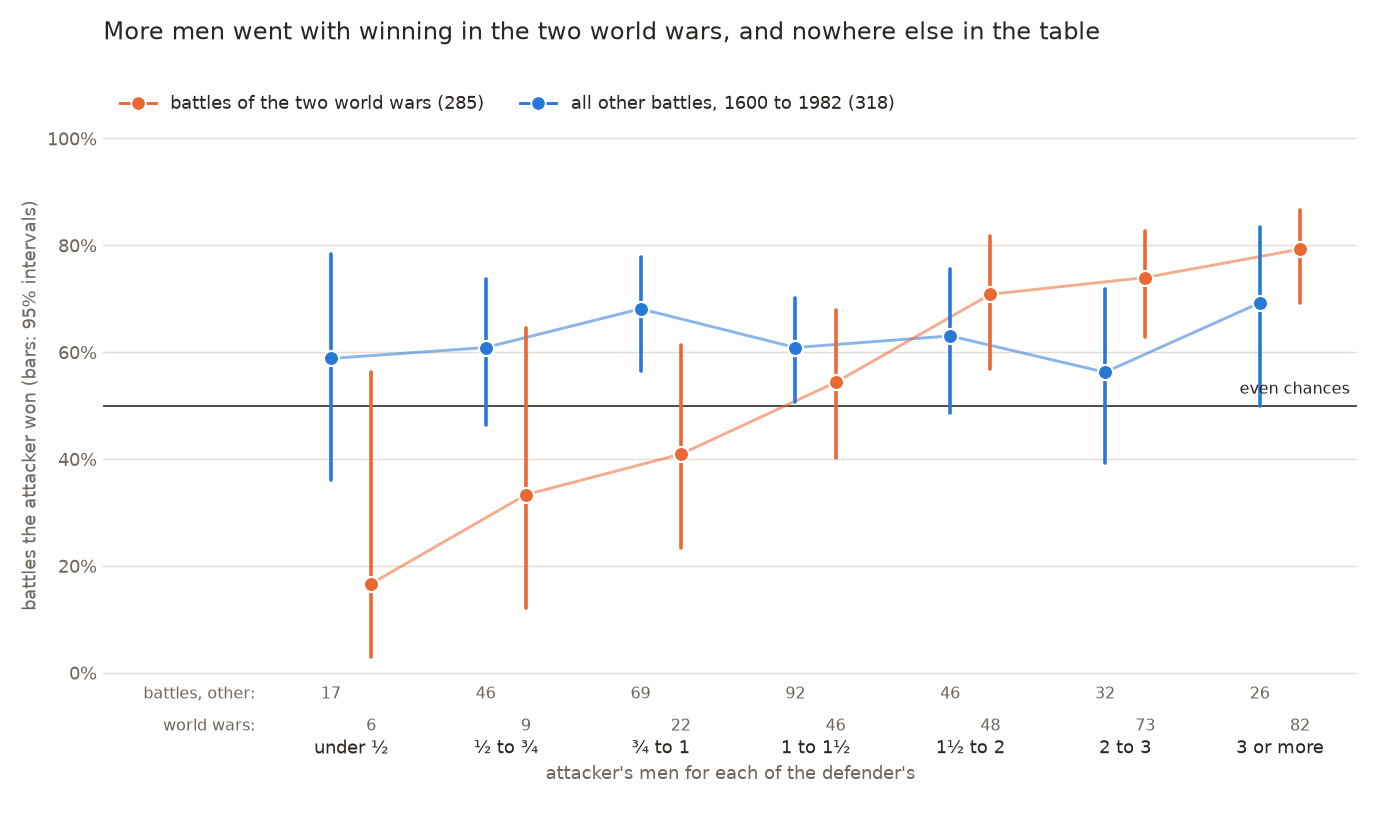 More men went with winning in the two world wars, and nowhere else in the table
battles of the two world wars (285)
all other battles, 1600 to 1982 (318)
100%
80%
60%
40%
20%
0%
battles the attacker won (bars: 95% intervals)
even chances
battles, other: 17 46 69 92 46 32 26
world wars: 6 9 22 46 48 73 82
under ½ ½ to ¾ ¾ to 1 1 to 1½ 1½ to 2 2 to 3 3 or more
attacker's men for each of the defender's